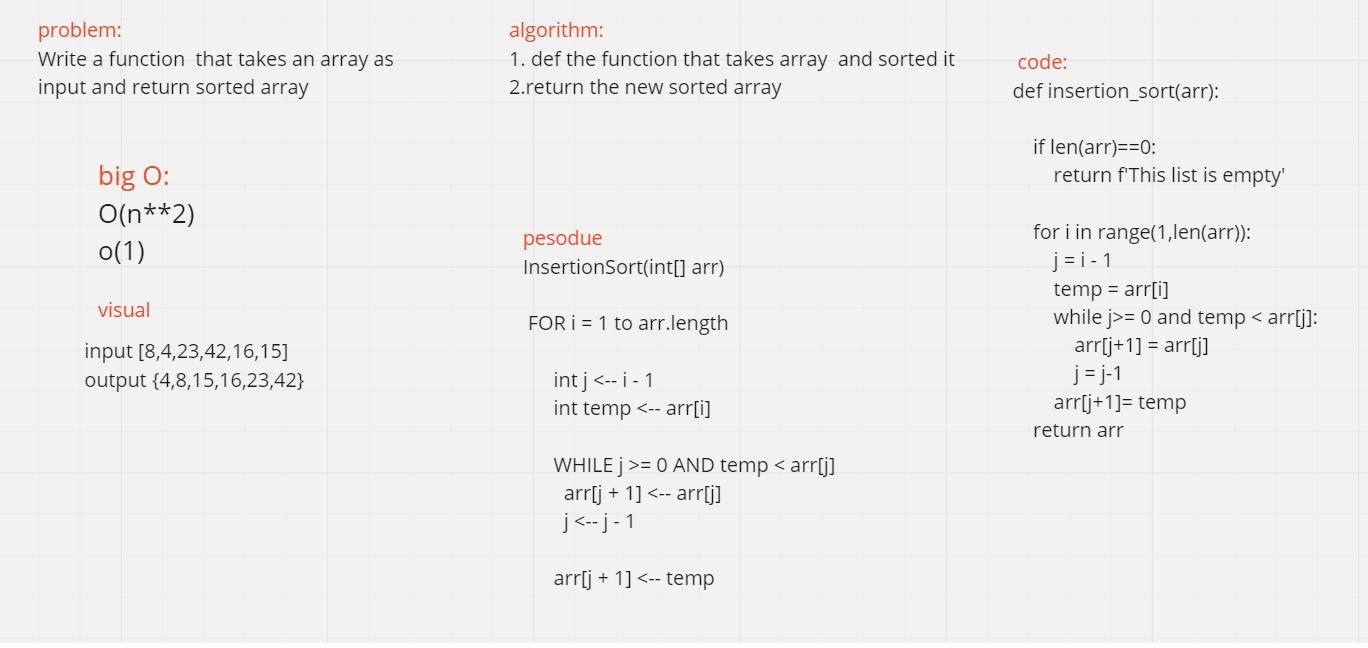 problem:
Write a function  that takes an array as
input and return sorted array
big O:
O(n**2)
o(1)
visual
input [8,4,23,42,16,15]
output {4,8,15,16,23,42}
algorithm:
1. def the function that takes array  and sorted it
2.return the new sorted array
pesodue
InsertionSort(int[] arr)
FOR i = 1 to arr.length
int j <-- i - 1
int temp <-- arr[i]
WHILE j >= 0 AND temp < arr[j]
arr[j + 1] <-- arr[j]
j <-- j - 1
arr[j + 1] <-- temp
code:
def insertion_sort(arr):
if len(arr)==0:
return f'This list is empty'
for i in range(1,len(arr)):
j = i - 1
temp = arr[i]
while j>= 0 and temp < arr[j]:
arr[j+1] = arr[j]
j = j-1
arr[j+1]= temp
return arr